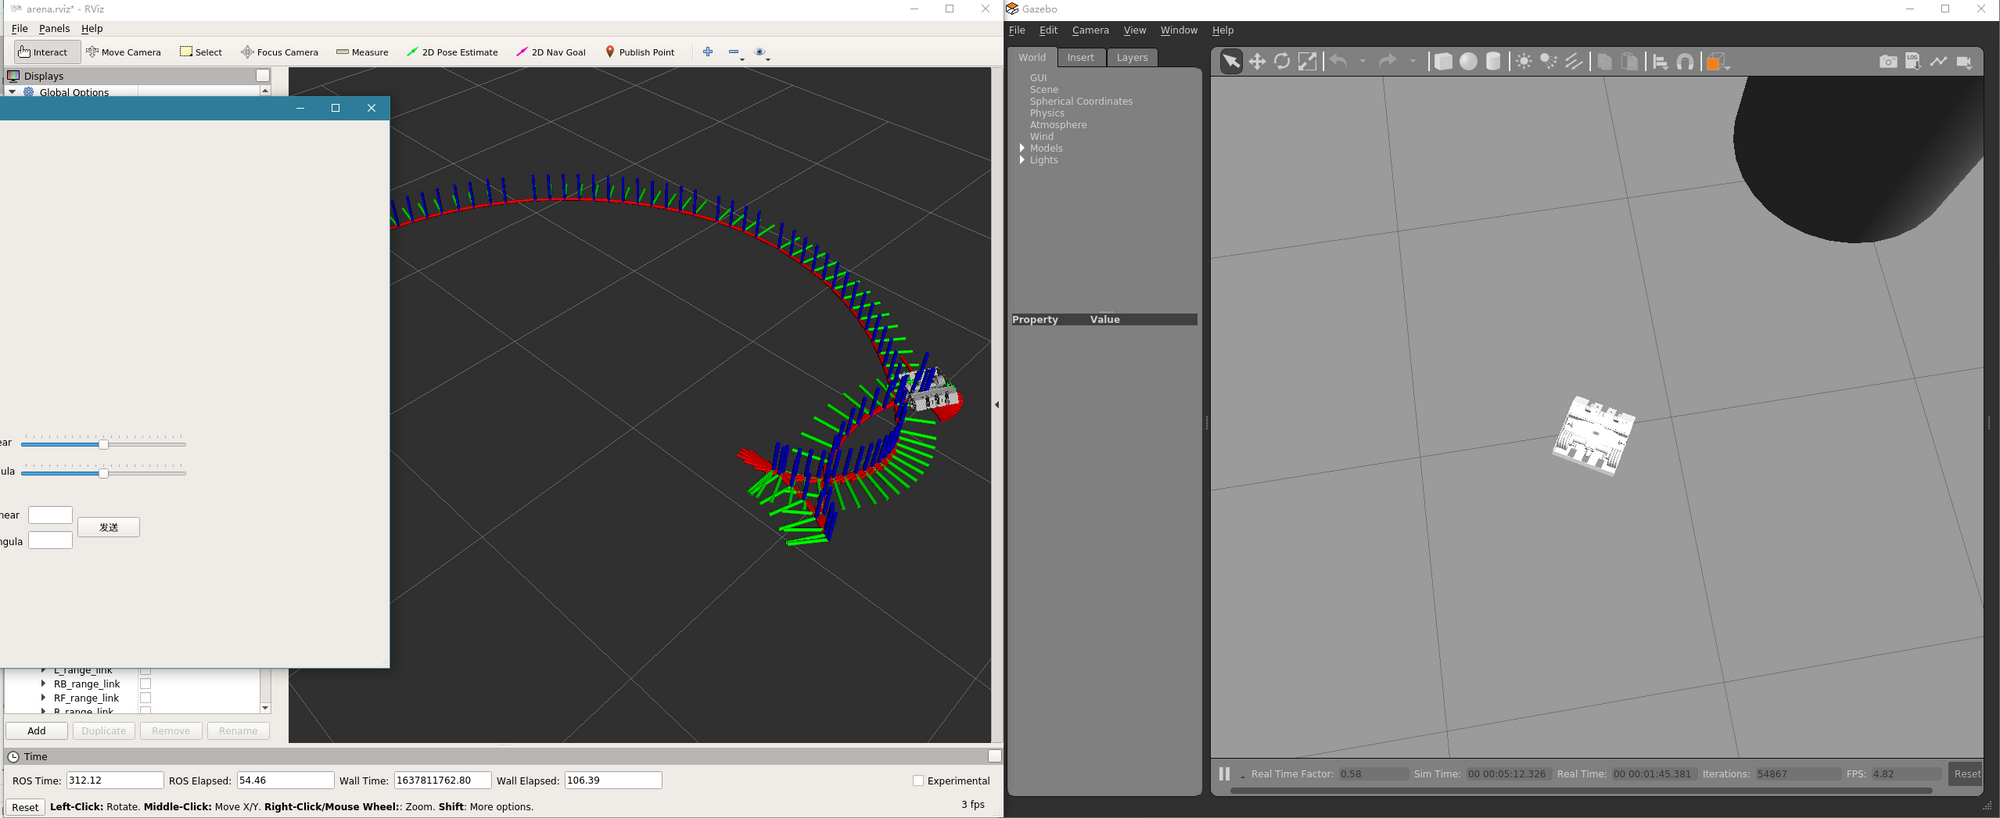 arena.rviz* - RViz
File Panels Help
Interact Move Camera Select Focus Camera Measure 2D Pose Estimate 2D Nav Goal Publish Point
Displays
Global Options
ear
ula
near
发送
ngula
L_range_link
RB_range_link
RF_range_link
R_range_link
Add Duplicate Remove Rename
Time
ROS Time: 312.12 ROS Elapsed: 54.46 Wall Time: 1637811762.80 Wall Elapsed: 106.39 Experimental
Reset Left-Click: Rotate. Middle-Click: Move X/Y. Right-Click/Mouse Wheel:: Zoom. Shift: More options. 3 fps
Gazebo
File Edit Camera View Window Help
World Insert Layers
GUI
Scene
Spherical Coordinates
Physics
Atmosphere
Wind
Models
Lights
Property Value
LOG
Real Time Factor: 0.58 Sim Time: 00 00:05:12.326 Real Time: 00 00:01:45.381 Iterations: 54867 FPS: 4.82 Reset